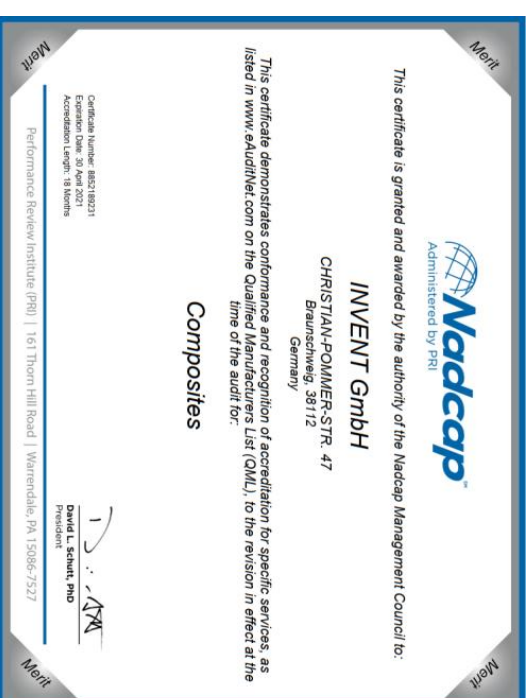 Merit
Merit
Nadcap
Administered by PRI
This certificate is granted and awarded by the authority of the Nadcap Management Council to:
INVENT GmbH
CHRISTIAN-POMMER-STR. 47
Braunschweig, 38112
Germany
This certificate demonstrates conformance and recognition of accreditation for specific services, as
listed in www.eAuditNet.com on the Qualified Manufacturers List (QML), to the revision in effect at the
time of the audit for:
Composites
Certificate Number: 8852189231
Expiration Date: 30 April 2021
Accreditation Length: 18 Months
David L. Schutt, PhD
President
Performance Review Institute (PRI) | 161 Thorn Hill Road | Warrendale, PA 15086-7527
Merit
Merit